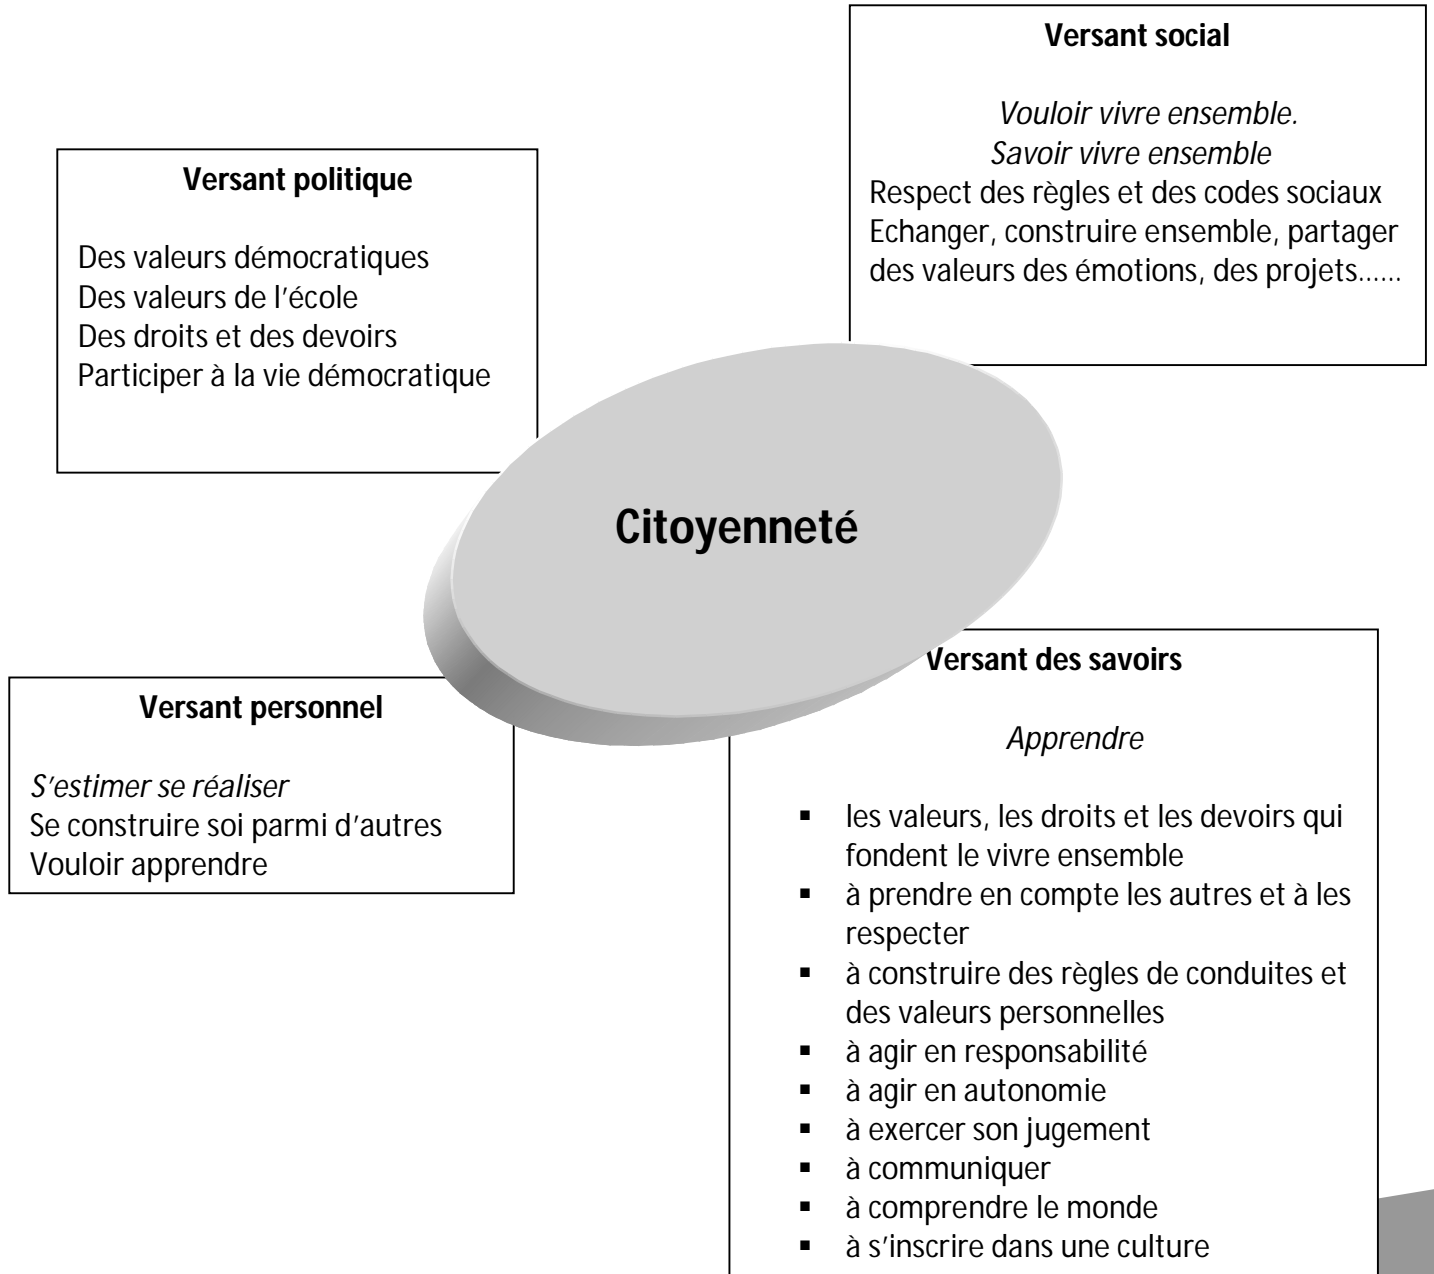 Versant social
Vouloir vivre ensemble.
Savoir vivre ensemble
Respect des règles et des codes sociaux
Echanger, construire ensemble, partager
des valeurs des émotions, des projets......
Versant politique
Des valeurs démocratiques
Des valeurs de l'école
Des droits et des devoirs
Participer à la vie démocratique
Citoyenneté
Versant personnel
S'estimer se réaliser
Se construire soi parmi d'autres
Vouloir apprendre
Versant des savoirs
Apprendre
▪ les valeurs, les droits et les devoirs qui
fondent le vivre ensemble
▪ à prendre en compte les autres et à les
respecter
▪ à construire des règles de conduites et
des valeurs personnelles
▪ à agir en responsabilité
▪ à agir en autonomie
▪ à exercer son jugement
▪ à communiquer
▪ à comprendre le monde
▪ à s'inscrire dans une culture